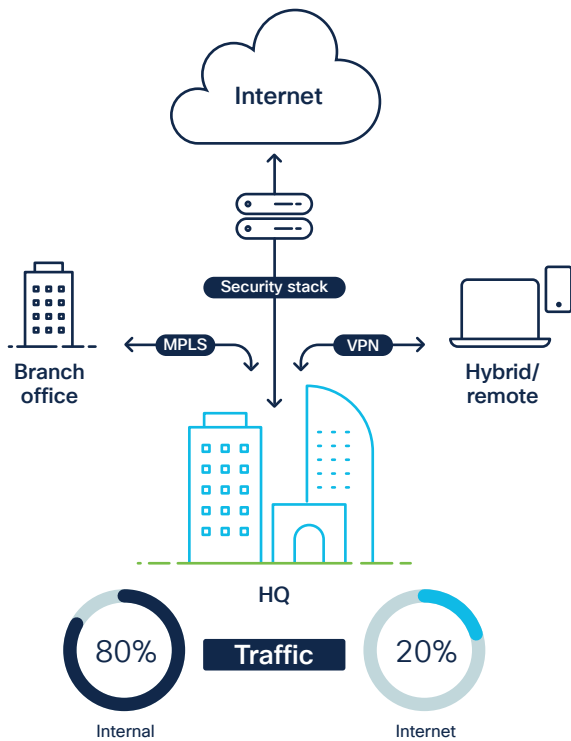 Internet
Security stack
MPLS
VPN
Branch
office
Hybrid/
remote
HQ
80%
Traffic
20%
Internal
Internet